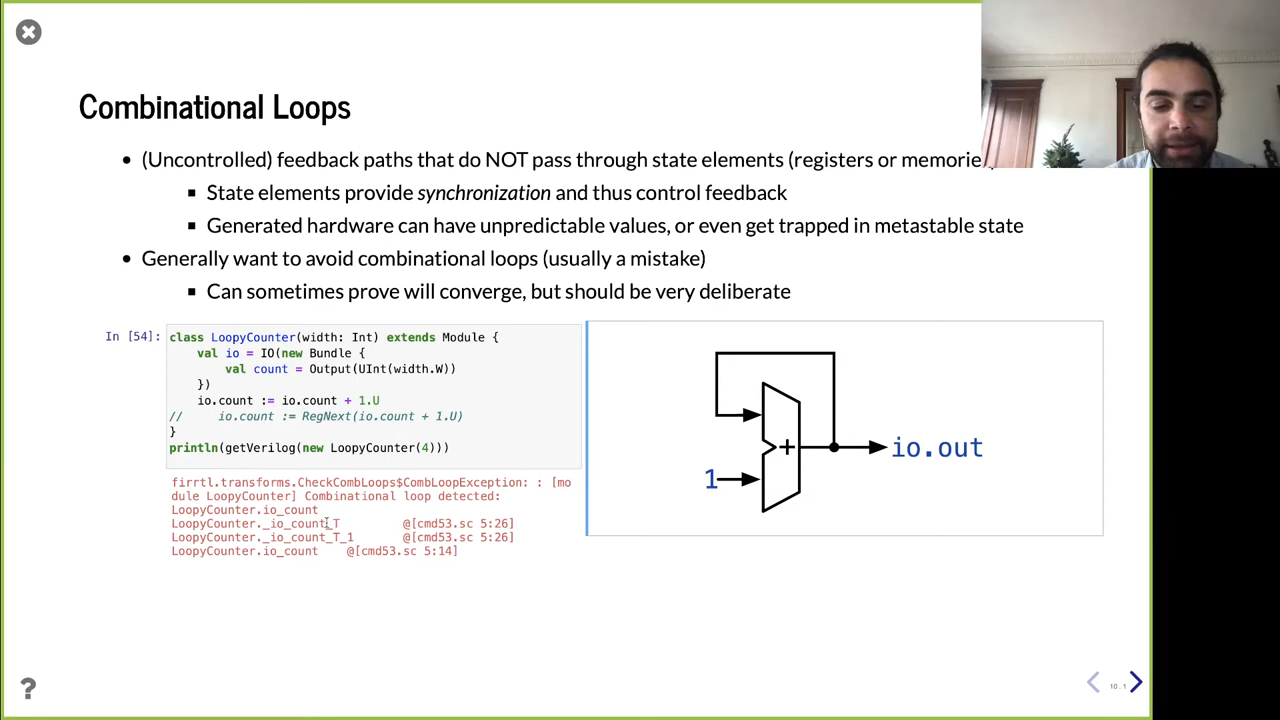 Combinational Loops
• (Uncontrolled) feedback paths that do NOT pass through state elements (registers or memorie
▪ State elements provide synchronization and thus control feedback
▪ Generated hardware can have unpredictable values, or even get trapped in metastable state
• Generally want to avoid combinational loops (usually a mistake)
▪ Can sometimes prove will converge, but should be very deliberate
In [54]:
class LoopyCounter(width: Int) extends Module {
val io = IO(new Bundle {
val count = Output(UInt(width.W))
})
io.count := io.count + 1.U
// io.count := RegNext(io.count + 1.U)
}
println(getVerilog(new LoopyCounter(4)))
firrtl.transforms.CheckCombLoops$CombLoopException: : [mo
dule LoopyCounter] Combinational loop detected:
LoopyCounter.io_count
LoopyCounter._io_count_T @[cmd53.sc 5:26]
LoopyCounter._io_count_T_1 @[cmd53.sc 5:26]
LoopyCounter.io_count @[cmd53.sc 5:14]
+
io.out
1
?
10.1